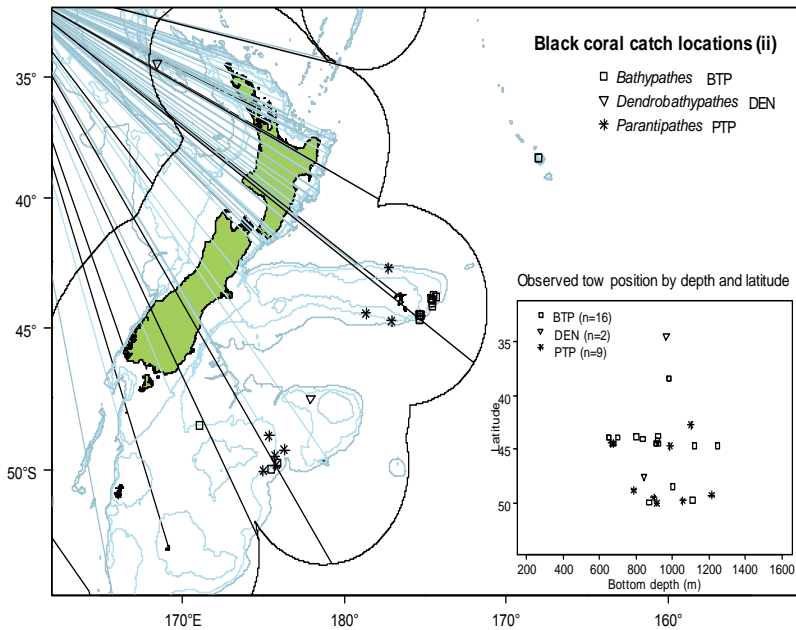 Black coral catch locations (ii)
Bathypathes BTP
Dendrobathypathes DEN
Parantipathes PTP
35°
40°
45°
50°S
170°E
180°
170°
160°
Observed tow position by depth and latitude
BTP (n=16)
DEN (n=2)
PTP (n=9)
Latitude
35
40
45
50
200 400 600 800 1000 1200 1400 1600
Bottom depth (m)